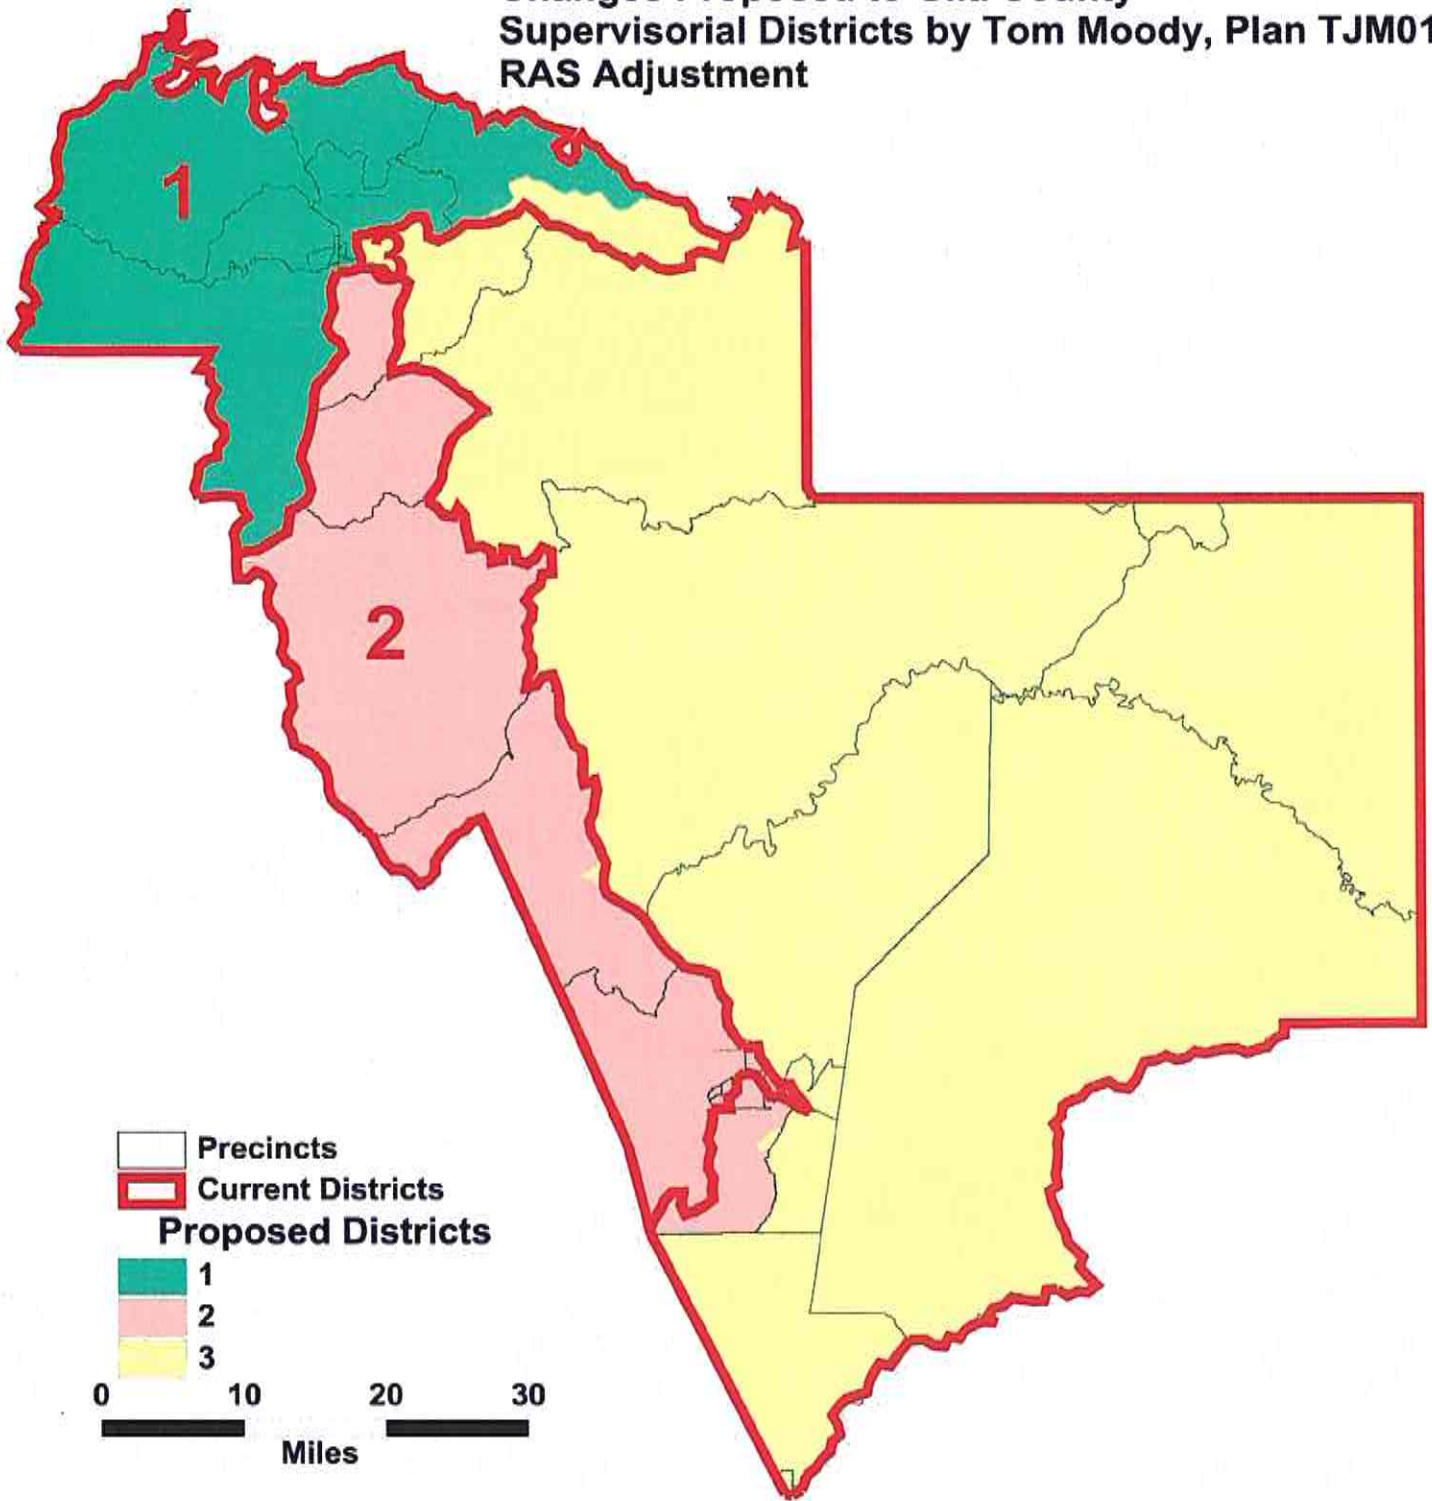 Supervisorial Districts by Tom Moody, Plan TJM01
RAS Adjustment
1
3
2
Precincts
Current Districts
Proposed Districts
1
2
3
0 10 20 30
Miles